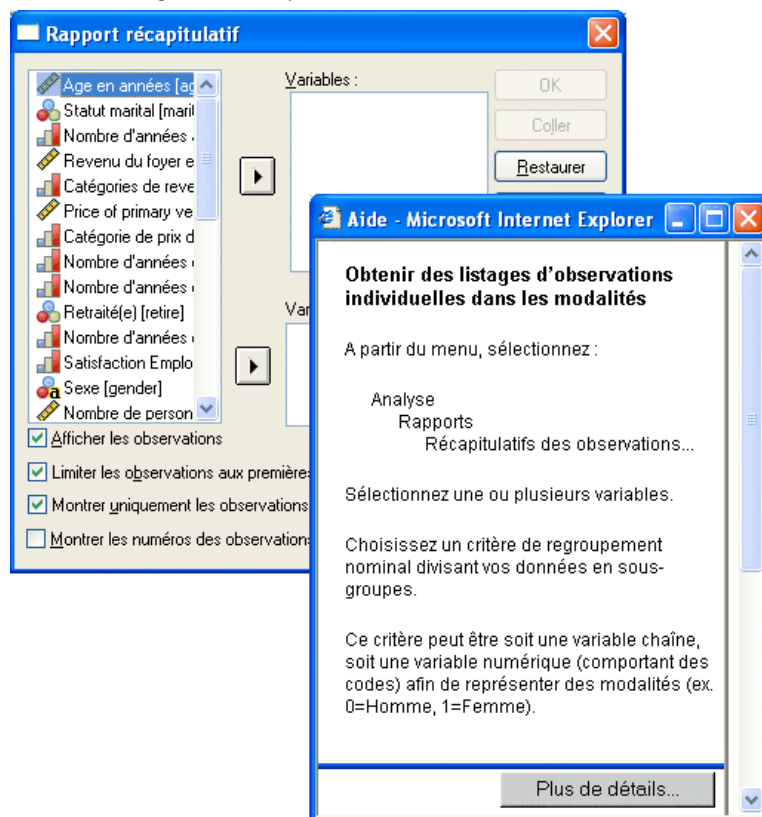 Rapport récapitulatif
Age en années [ag
Statut marital [marit
Nombre d'années
Revenu du foyer e
Catégories de reve
Price of primary ve
Catégorie de prix d
Nombre d'années
Nombre d'années
Retraité(e) [retire]
Nombre d'années
Satisfaction Emplo
Sexe [gender]
Nombre de person
Variables :
Var
OK
Coller
Restaurer
Afficher les observations
Limiter les observations aux premières
Montrer uniquement les observations
Montrer les numéros des observations
Aide - Microsoft Internet Explorer
Obtenir des listages d'observations
individuelles dans les modalités
A partir du menu, sélectionnez :
Analyse
Rapports
Récapitulatifs des observations...
Sélectionnez une ou plusieurs variables.
Choisissez un critère de regroupement
nominal divisant vos données en sous-
groupes.
Ce critère peut être soit une variable chaîne,
soit une variable numérique (comportant des
codes) afin de représenter des modalités (ex.
0=Homme, 1=Femme).
Plus de détails...